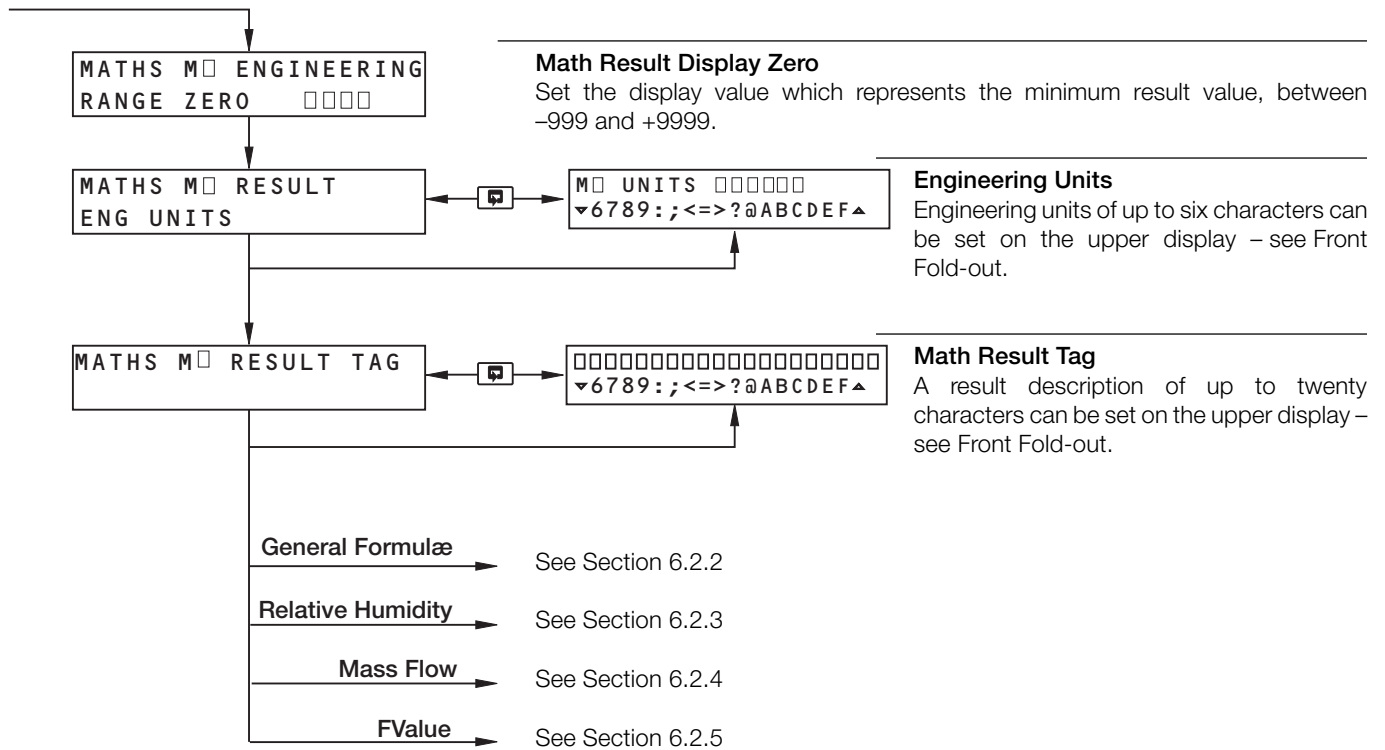 MATHS M□ ENGINEERING
RANGE ZERO □□□□
Math Result Display Zero
Set the display value which represents the minimum result value, between
–999 and +9999.
MATHS M□ RESULT
ENG UNITS
M□ UNITS □□□□□□
▾6789:;<=>?@ABCDEF▴
Engineering Units
Engineering units of up to six characters can
be set on the upper display – see Front
Fold-out.
MATHS M□ RESULT TAG
□□□□□□□□□□□□□□□□□□□□
▾6789:;<=>?@ABCDEF▴
Math Result Tag
A result description of up to twenty
characters can be set on the upper display –
see Front Fold-out.
General Formulæ
See Section 6.2.2
Relative Humidity
See Section 6.2.3
Mass Flow
See Section 6.2.4
FValue
See Section 6.2.5